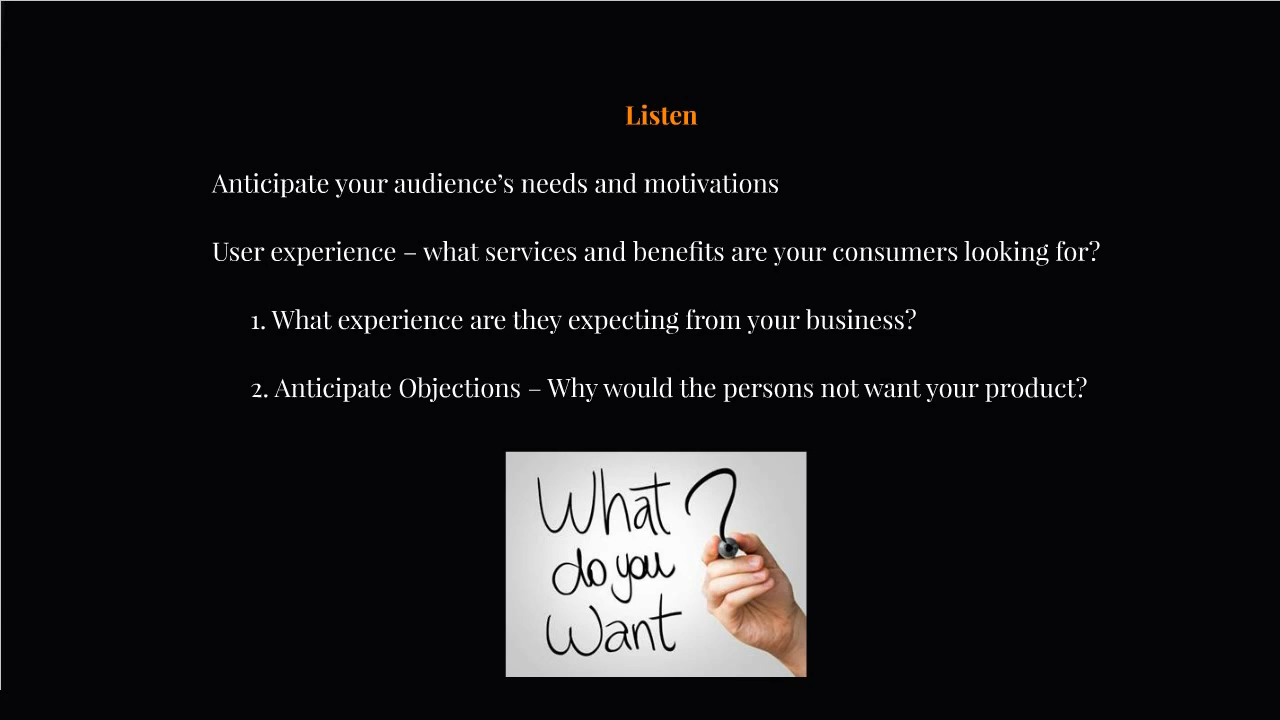 Listen
Anticipate your audience’s needs and motivations
User experience – what services and benefits are your consumers looking for?
1. What experience are they expecting from your business?
2. Anticipate Objections – Why would the persons not want your product?
What ?
do you
Want